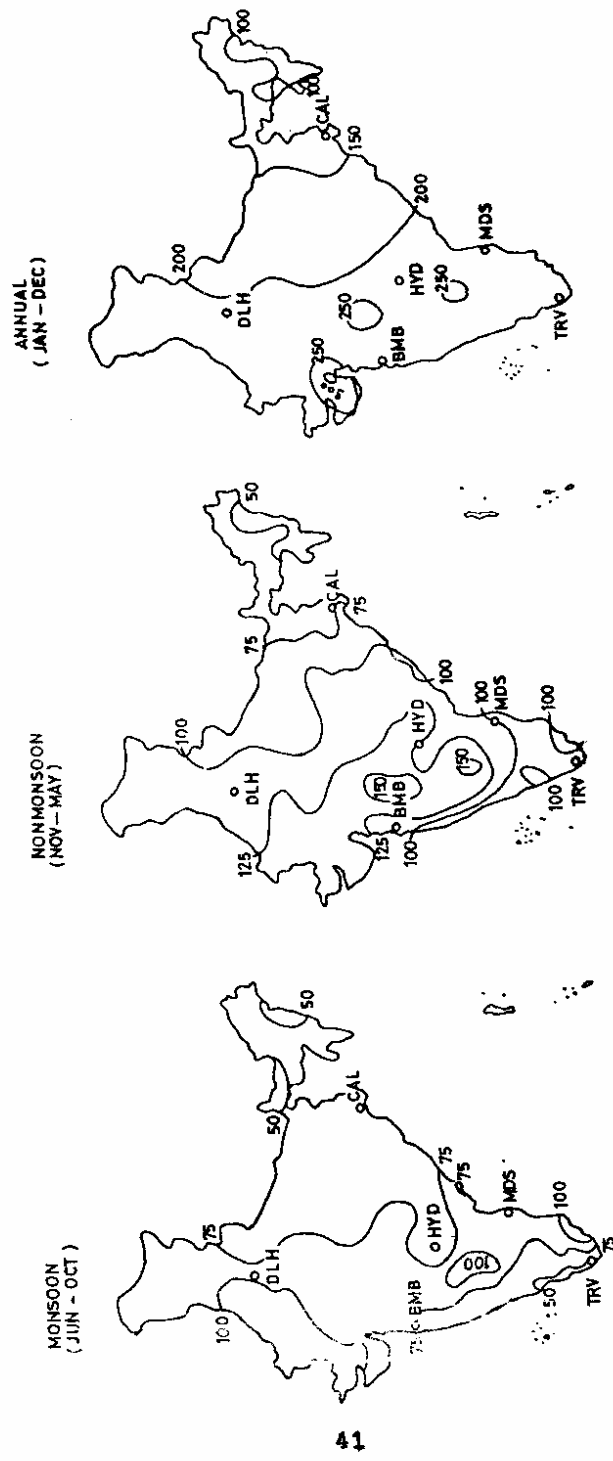 MONSOON
(JUN – OCT)
100
75
DLH
50
50
CAL
HYD
75
75
BMB
75
100
MDS
100
50
TRV
75
NONMONSOON
(NOV – MAY)
100
DLH
125
75
50
CAL
75
HYD
150
BMB
125
100
150
100
100
MDS
100
100
TRV
ANNUAL
(JAN – DEC)
200
DLH
100
100
CAL
150
250
250
200
BMB
HYD
250
MDS
TRV
41